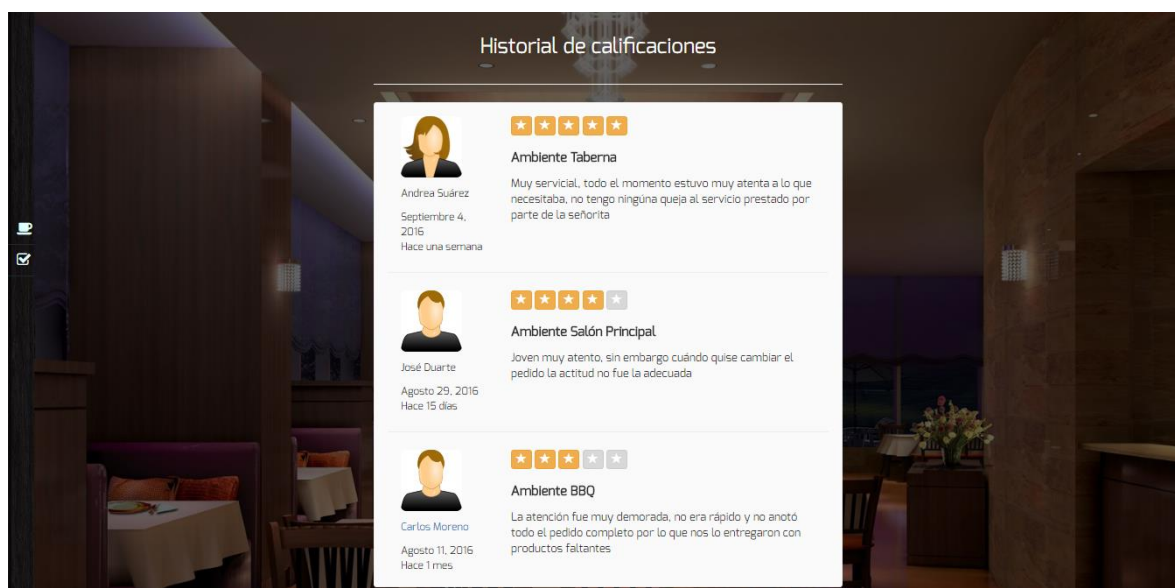 Historial de calificaciones
Andrea Suárez
Septiembre 4,
2016
Hace una semana
Ambiente Taberna
Muy servicial, todo el momento estuvo muy atenta a lo que
necesitaba, no tengo ningúna queja al servicio prestado por
parte de la señorita
José Duarte
Agosto 29, 2016
Hace 15 días
Ambiente Salón Principal
Joven muy atento, sin embargo cuándo quise cambiar el
pedido la actitud no fue la adecuada
Carlos Moreno
Agosto 11, 2016
Hace 1 mes
Ambiente BBQ
La atención fue muy demorada, no era rápido y no anotó
todo el pedido completo por lo que nos lo entregaron con
productos faltantes